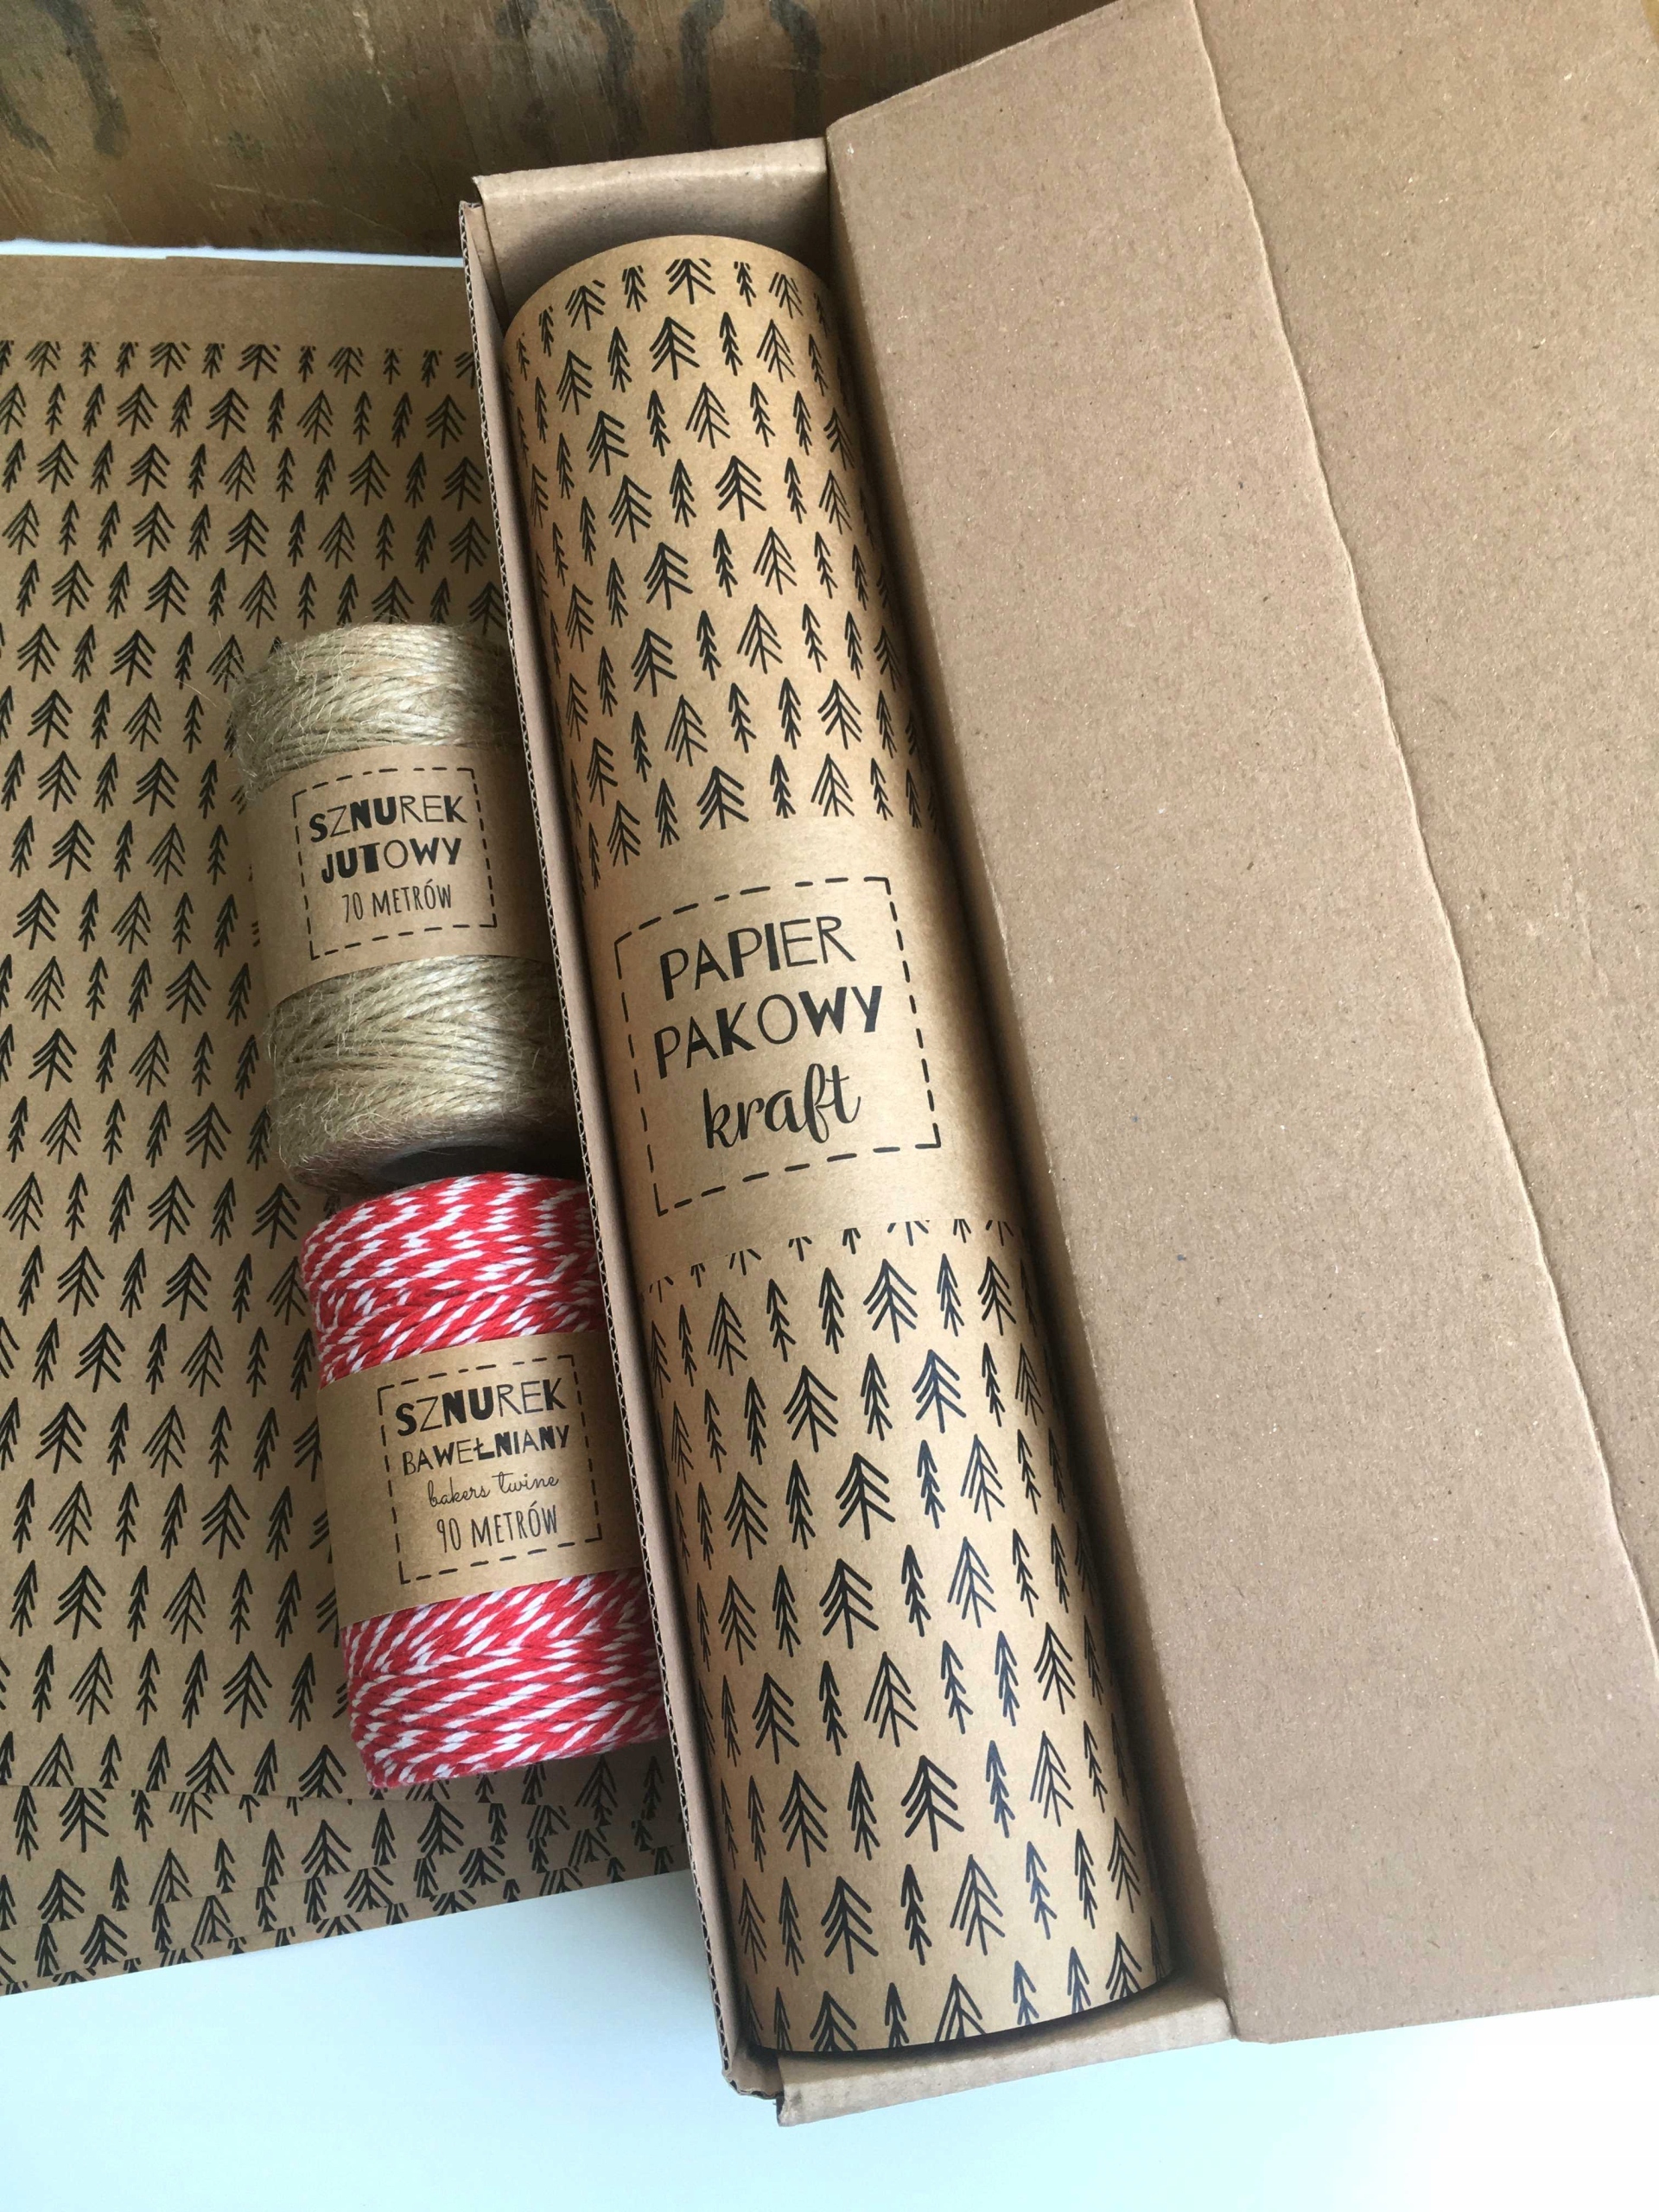 SZNUREK
JUTOWY
70 METRÓW
PAPIER
PAKOWY
kraft
SZNUREK
BAWEŁNIANY
bakers twine
90 METRÓW